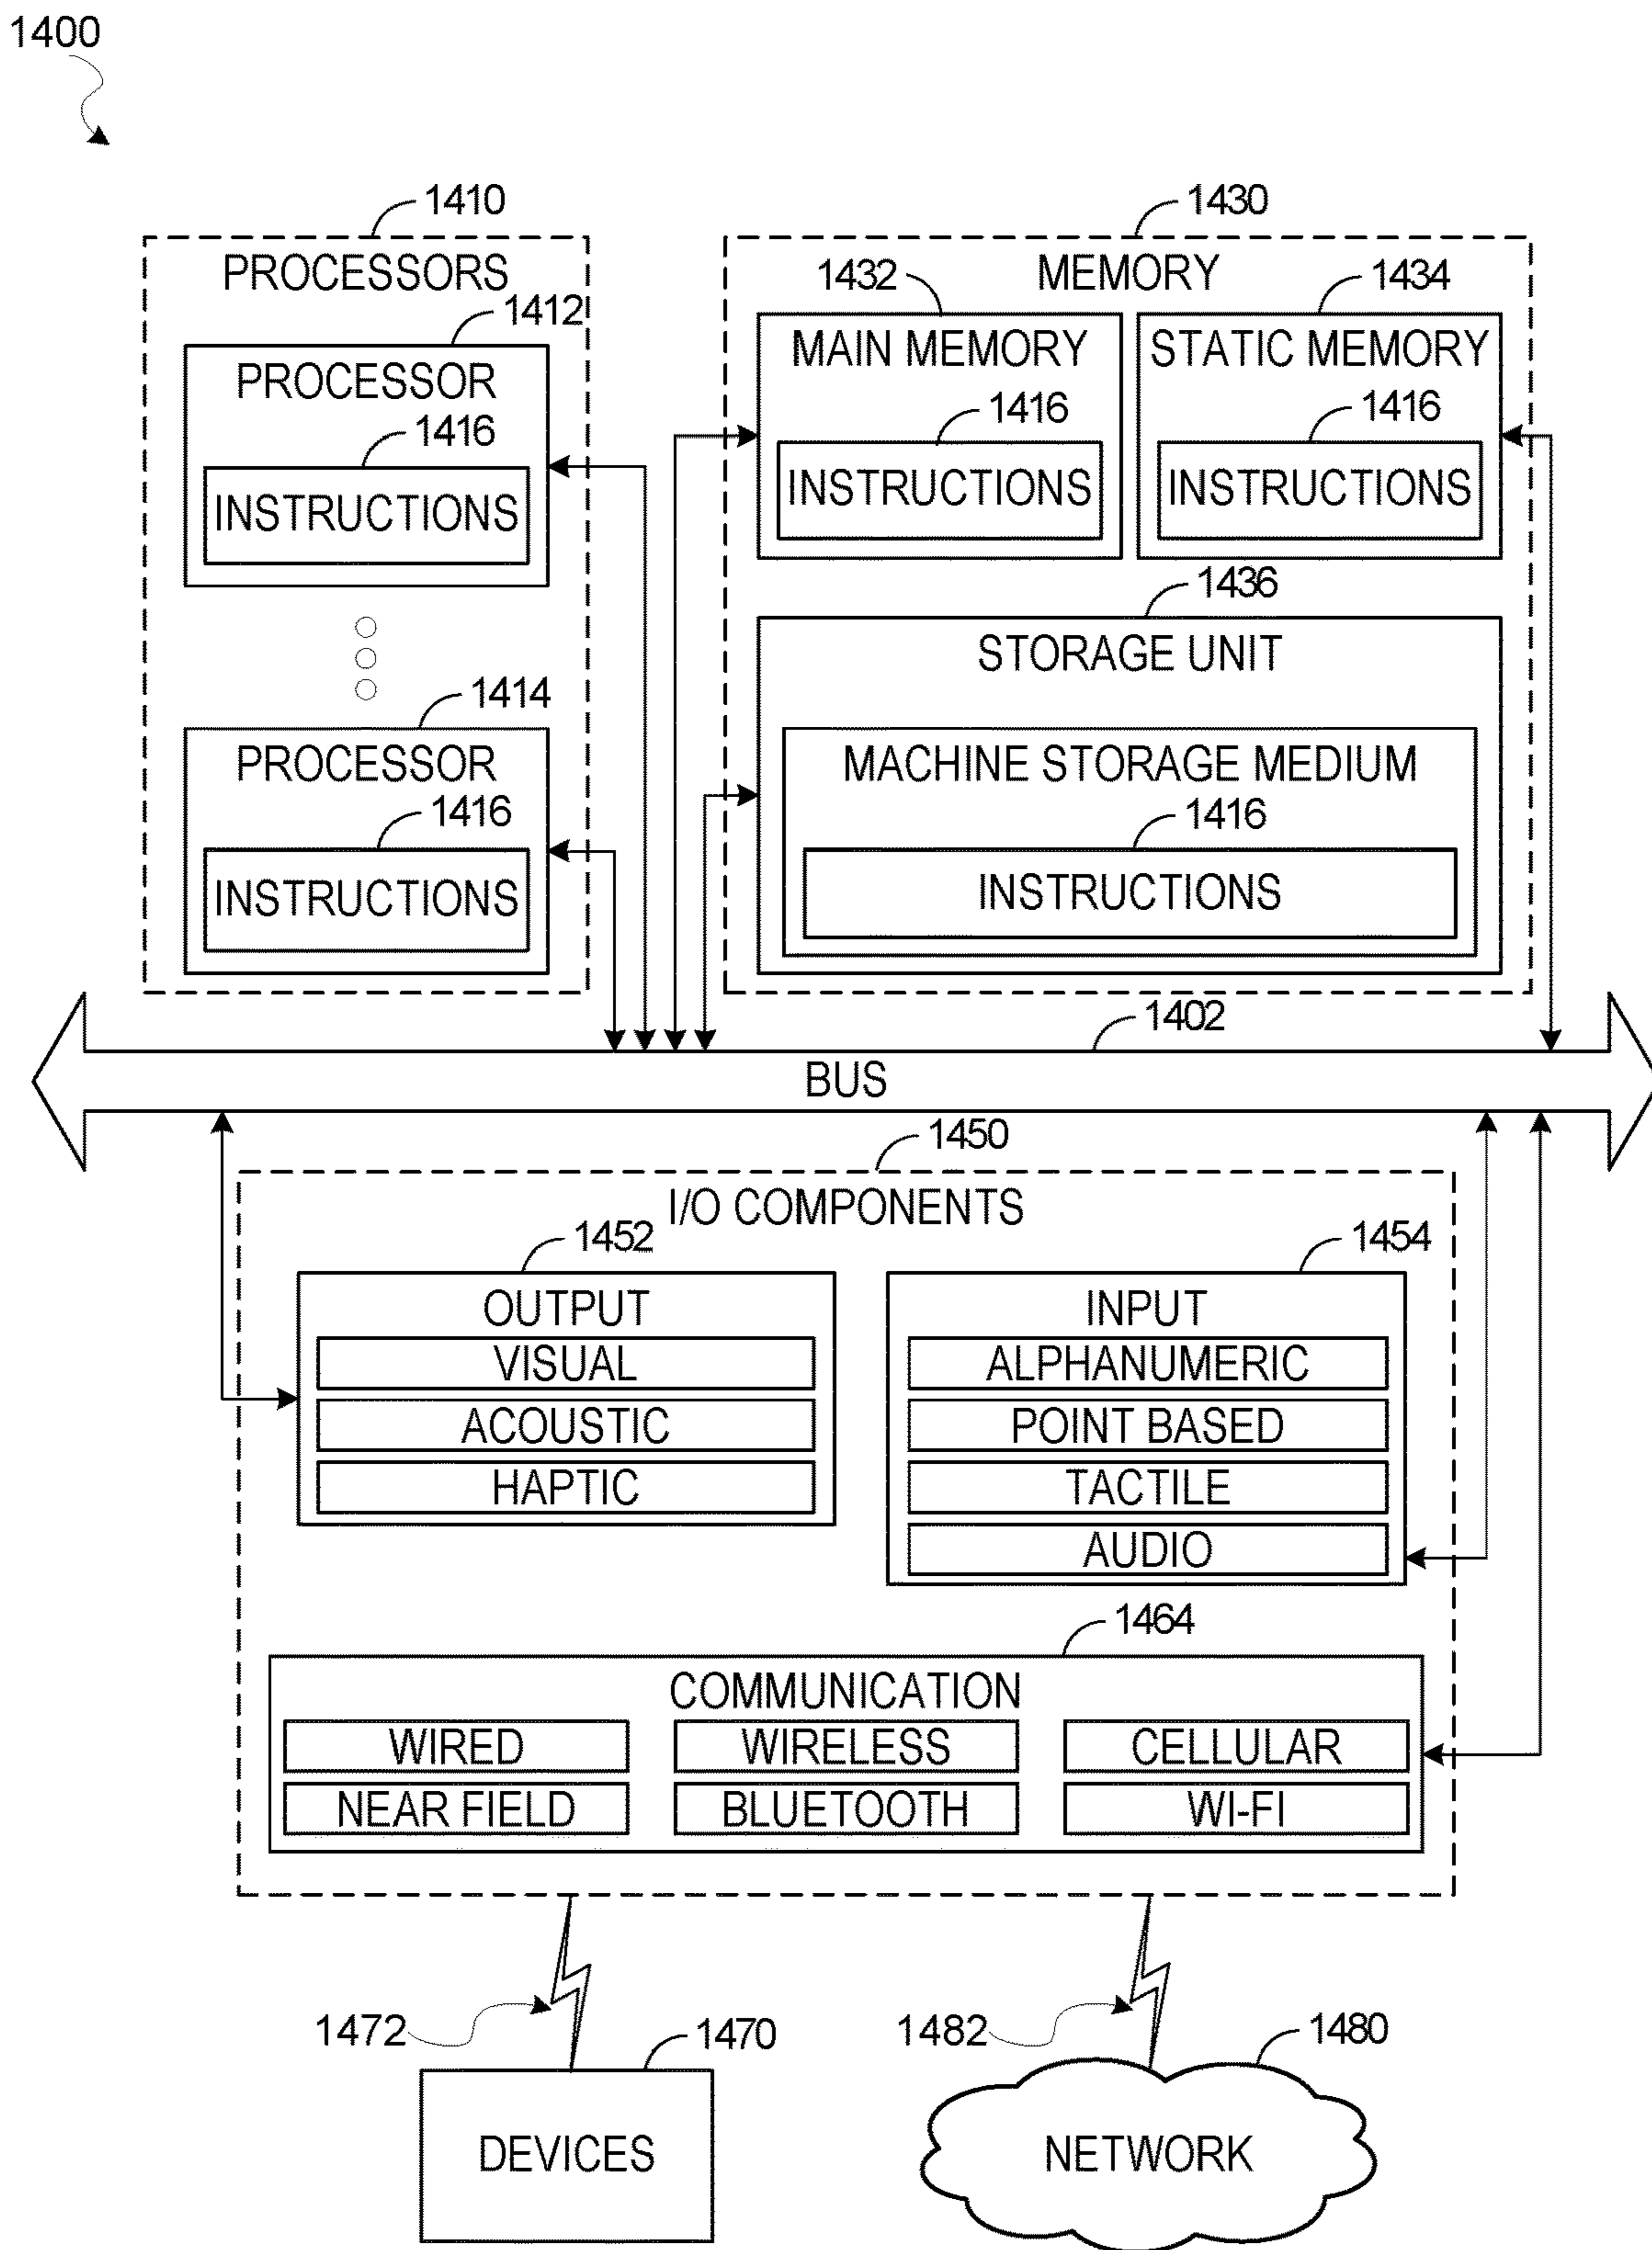 1400
1410
PROCESSORS
1412
PROCESSOR
1416
INSTRUCTIONS
1414
PROCESSOR
1416
INSTRUCTIONS
1430
MEMORY
1432
MAIN MEMORY
1416
INSTRUCTIONS
1434
STATIC MEMORY
1416
INSTRUCTIONS
1436
STORAGE UNIT
MACHINE STORAGE MEDIUM
1416
INSTRUCTIONS
1402
BUS
1450
I/O COMPONENTS
1452
OUTPUT
VISUAL
ACOUSTIC
HAPTIC
1454
INPUT
ALPHANUMERIC
POINT BASED
TACTILE
AUDIO
1464
COMMUNICATION
WIRED
WIRELESS
CELLULAR
NEAR FIELD
BLUETOOTH
WI-FI
1472
1470
DEVICES
1482
1480
NETWORK